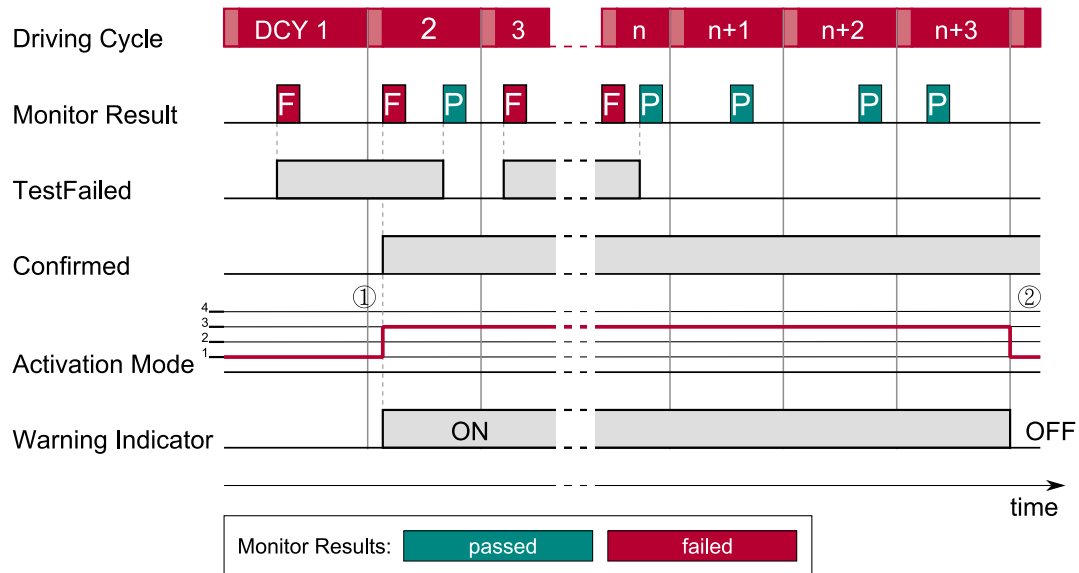 Driving Cycle DCY 1 2 3 n n+1 n+2 n+3
Monitor Result F F P F F P P P P
TestFailed
Confirmed
① ②
4
3
2
1
Activation Mode
Warning Indicator ON OFF
time
Monitor Results: passed failed